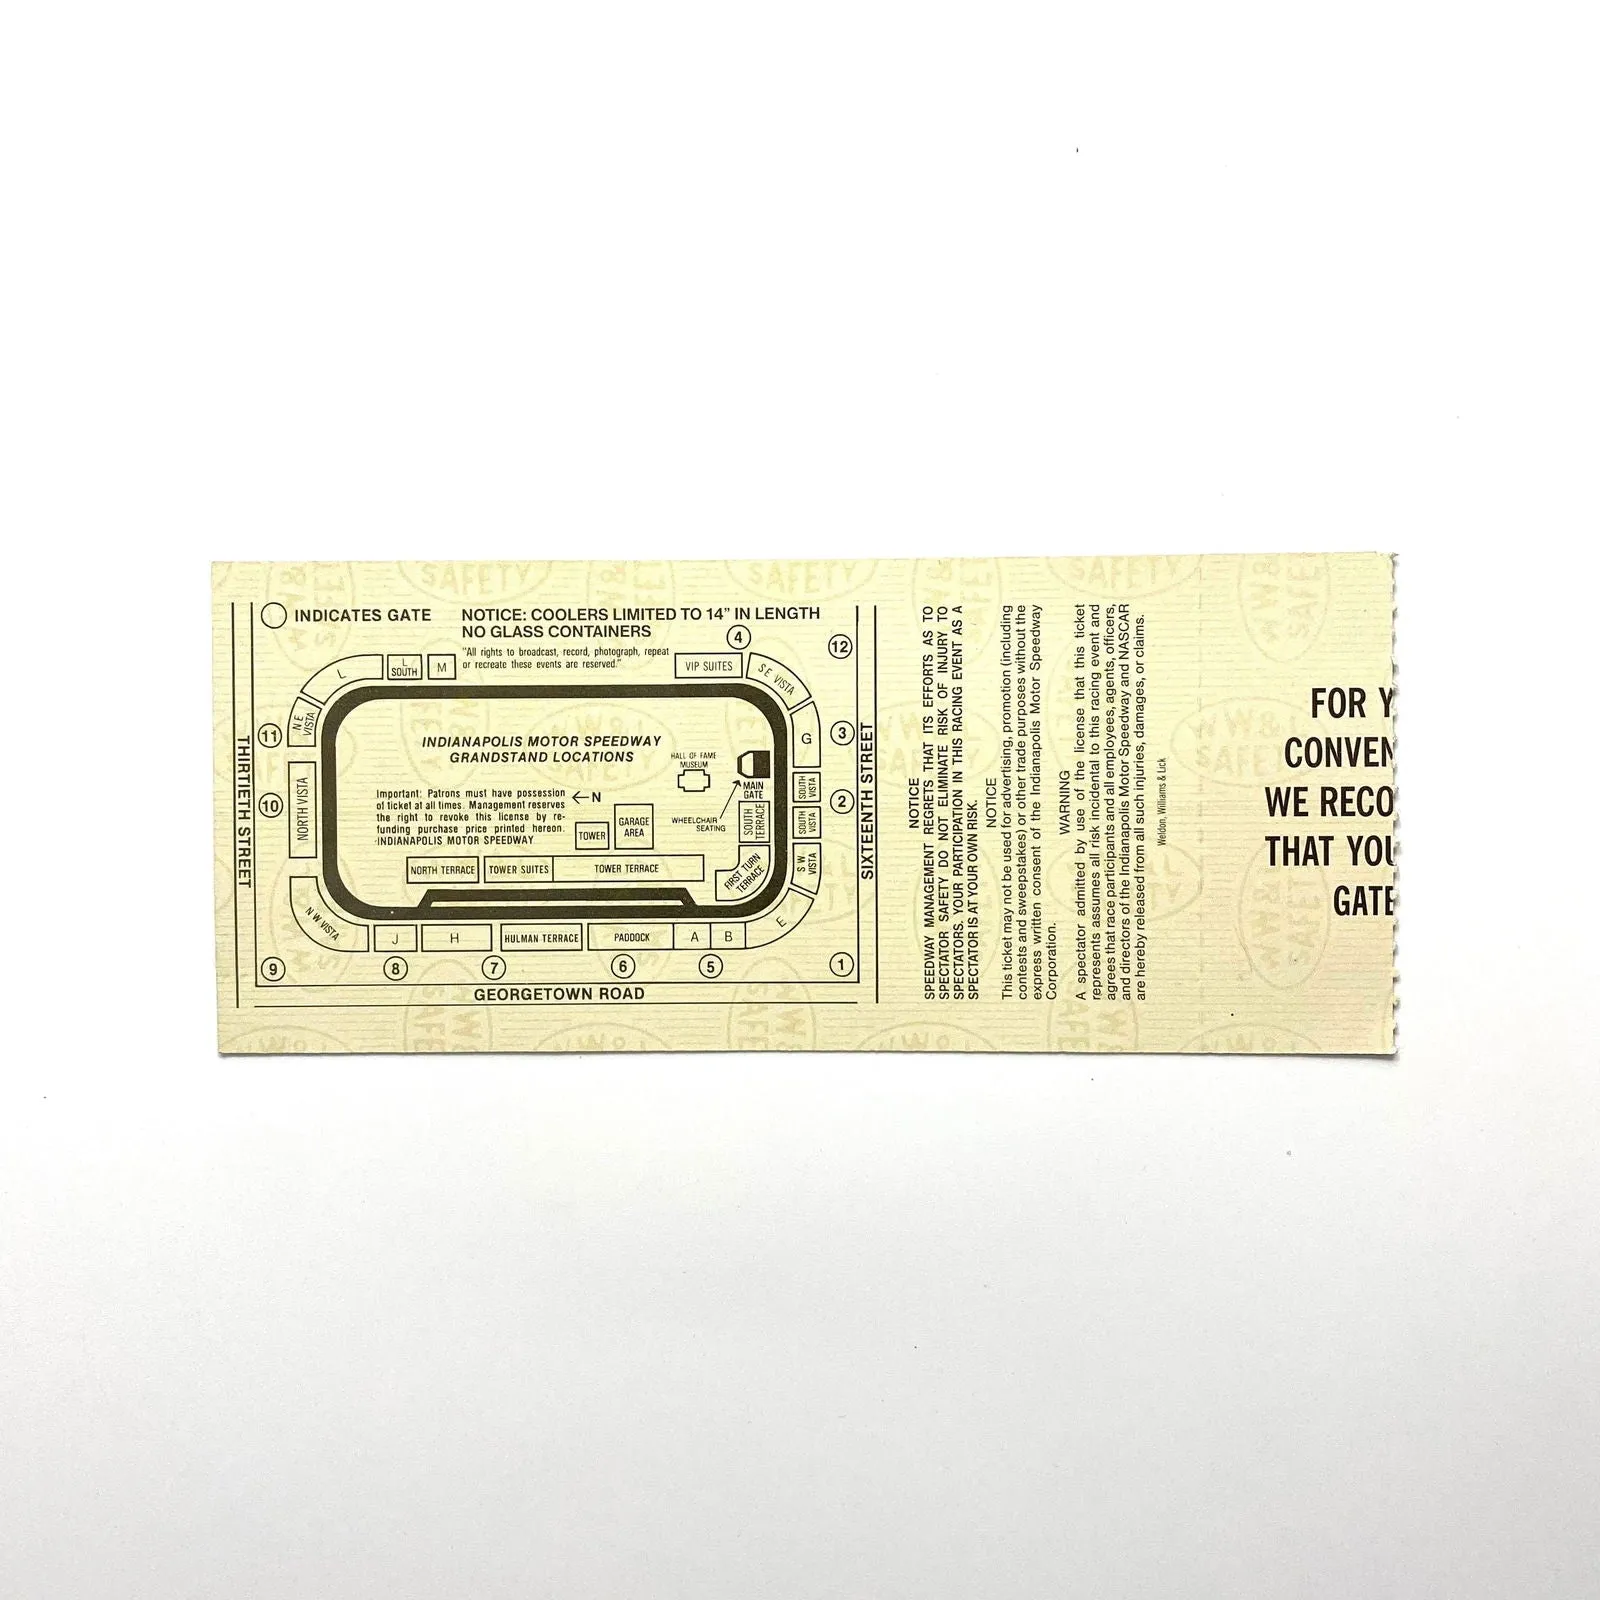 INDICATES GATE
NOTICE: COOLERS LIMITED TO 14" IN LENGTH
NO GLASS CONTAINERS
"All rights to broadcast, record, photograph, repeat
or recreate these events are reserved."
4
12
L
L
SOUTH
M
VIP SUITES
SE VISTA
N E
VISTA
11
G
3
INDIANAPOLIS MOTOR SPEEDWAY
GRANDSTAND LOCATIONS
HALL OF FAME
MUSEUM
MAIN
GATE
WHEELCHAIR
SEATING
Important: Patrons must have possession
of ticket at all times. Management reserves
the right to revoke this license by re-
funding purchase price printed hereon.
INDIANAPOLIS MOTOR SPEEDWAY
←N
TOWER
GARAGE
AREA
SOUTH
TERRACE
SOUTH
VISTA
SOUTH
VISTA
2
10
NORTH VISTA
THIRTIETH STREET
SIXTEENTH STREET
NORTH TERRACE
TOWER SUITES
TOWER TERRACE
FIRST TURN
TERRACE
S W
VISTA
N W VISTA
J
H
HULMAN TERRACE
PADDOCK
A
B
E
9
8
7
6
5
1
GEORGETOWN ROAD
NOTICE
SPEEDWAY MANAGEMENT REGRETS THAT ITS EFFORTS AS TO
SPECTATOR SAFETY DO NOT ELIMINATE RISK OF INJURY TO
SPECTATORS. YOUR PARTICIPATION IN THIS RACING EVENT AS A
SPECTATOR IS AT YOUR OWN RISK.
NOTICE
This ticket may not be used for advertising, promotion (including
contests and sweepstakes) or other trade purposes without the
express written consent of the Indianapolis Motor Speedway
Corporation.
WARNING
A spectator admitted by use of the license that this ticket
represents assumes all risk incidental to this racing event and
agrees that race participants and all employees, agents, officers,
and directors of the Indianapolis Motor Speedway and NASCAR
are hereby released from all such injuries, damages, or claims.
Weldon, Williams & Lick
FOR Y
CONVEN
WE RECO
THAT YOU
GATE